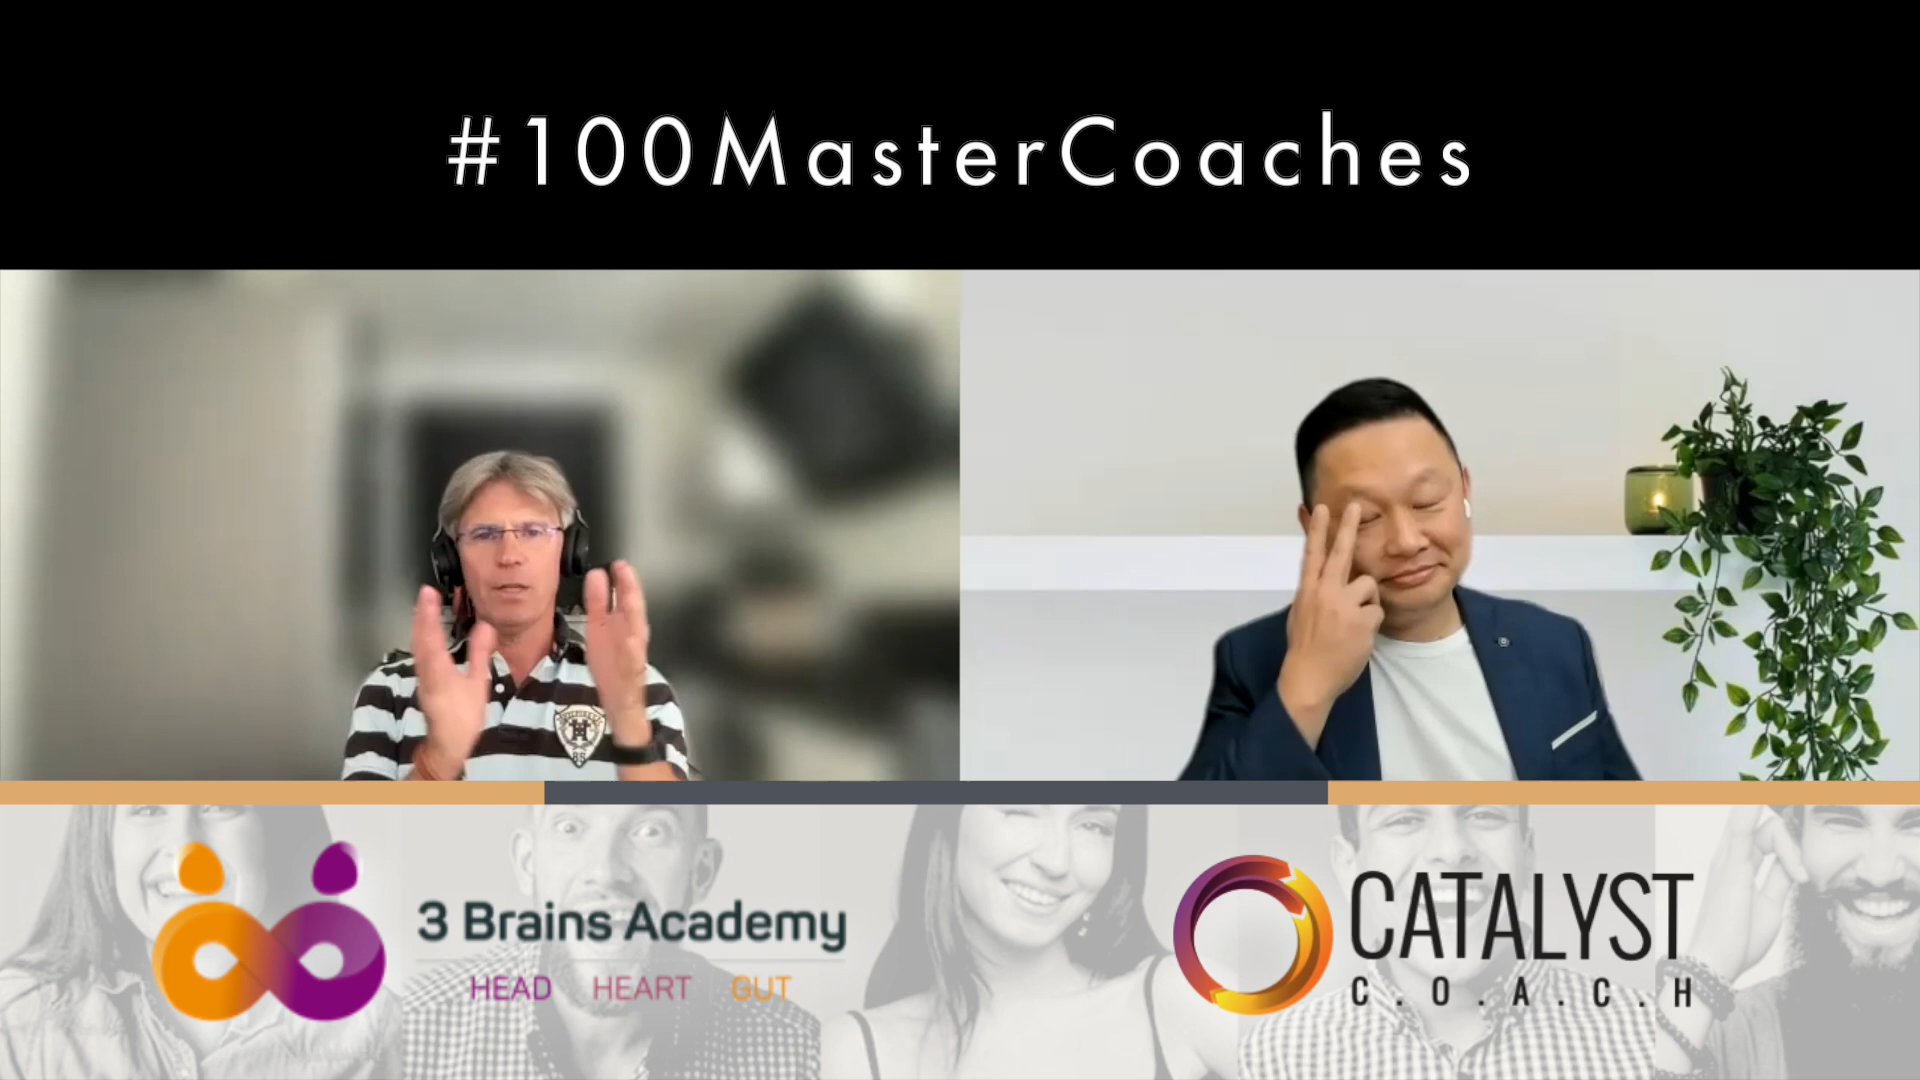 #100MasterCoaches
3 Brains Academy
HEAD HEART GUT
CATALYST
C.O.A.C.H